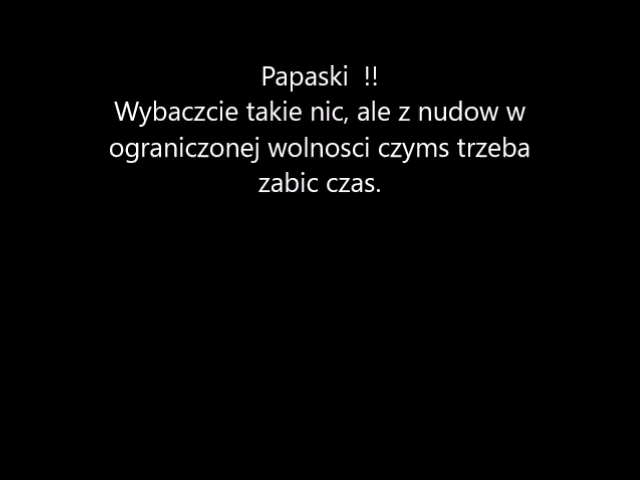 Papaski  !!
Wybaczcie takie nic, ale z nudow w
ograniczonej wolnosci czyms trzeba
zabic czas.